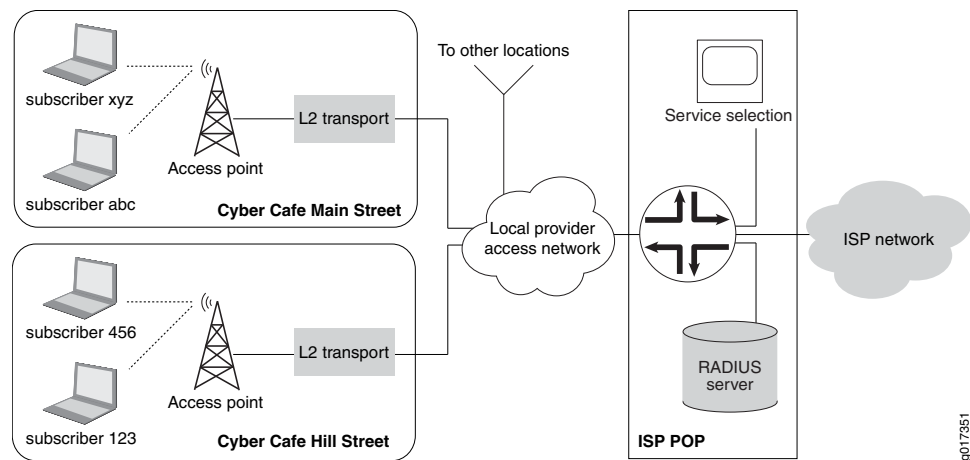 subscriber xyz
subscriber abc
Access point
L2 transport
Cyber Cafe Main Street
subscriber 456
subscriber 123
Access point
L2 transport
Cyber Cafe Hill Street
To other locations
Local provider
access network
Service selection
RADIUS
server
ISP POP
ISP network
g017351